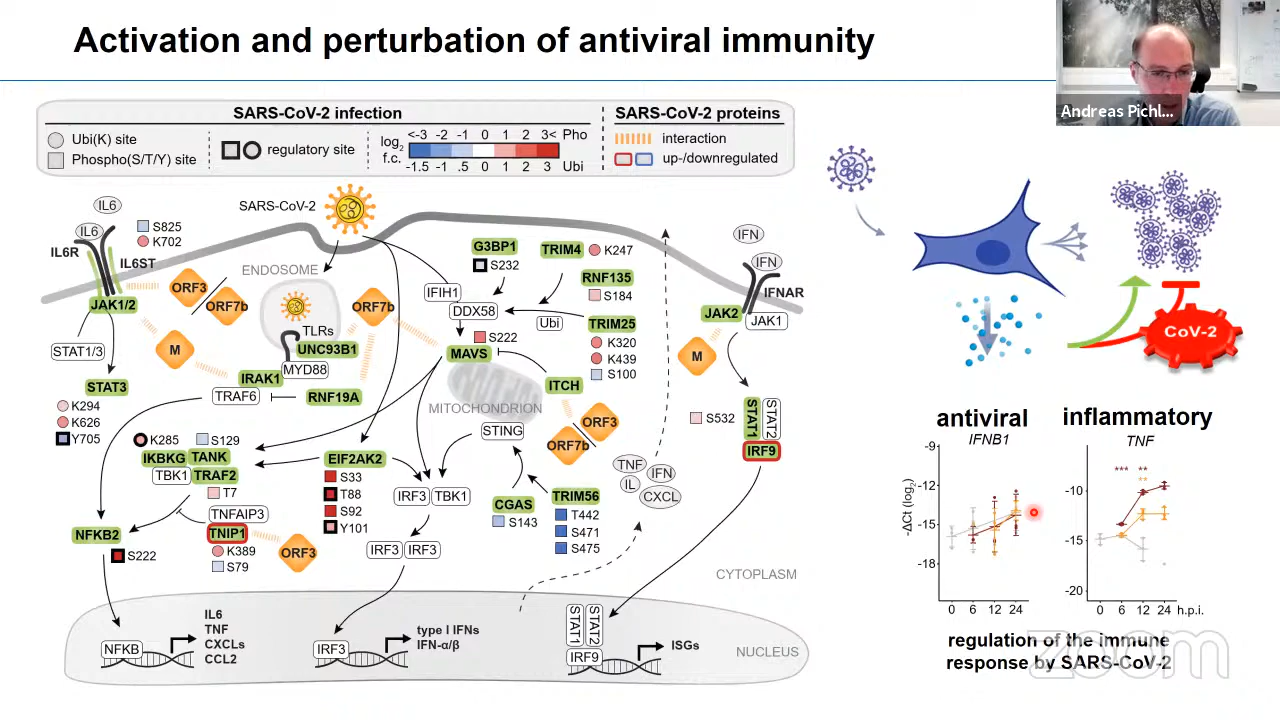 Activation and perturbation of antiviral immunity
Andreas Pichl...
SARS-CoV-2 infection
SARS-CoV-2 proteins
Ubi(K) site
Phospho(S/T/Y) site
regulatory site
log2 f.c.
<-3 -2 -1 0 1 2 3< Pho
-1.5 -1 .5 0 1 2 3 Ubi
interaction
up-/downregulated
SARS-CoV-2
IL6
IL6
IL6R
IL6ST
S825
K702
JAK1/2
STAT1/3
STAT3
K294
K626
Y705
ORF3
ORF7b
M
ENDOSOME
TLRs
UNC93B1
MYD88
IRAK1
TRAF6
RNF19A
ORF7b
K285
S129
IKBKG
TANK
TBK1
TRAF2
T7
TNFAIP3
NFKB2
TNIP1
S222
K389
S79
ORF3
EIF2AK2
S33
T88
S92
Y101
G3BP1
S232
IFIH1
DDX58
TRIM4
K247
RNF135
S184
Ubi
TRIM25
K320
K439
S100
S222
MAVS
ITCH
MITOCHONDRION
STING
ORF3
ORF7b
IRF3
TBK1
CGAS
S143
TRIM56
T442
S471
S475
IRF3
IRF3
TNF
IFN
IL
CXCL
IFN
IFN
IFNAR
JAK2
JAK1
M
S532
STAT1
STAT2
IRF9
CYTOPLASM
NFKB
IL6
TNF
CXCLs
CCL2
IRF3
type I IFNs
IFN-α/β
STAT1
STAT2
IRF9
ISGs
NUCLEUS
CoV-2
antiviral
IFNB1
inflammatory
TNF
-ΔCt (log2)
-9
-12
-15
-18
0 6 12 24
***
**
**
-10
-15
-20
0 6 12 24 h.p.i.
regulation of the immune
response by SARS-CoV-2
zoom